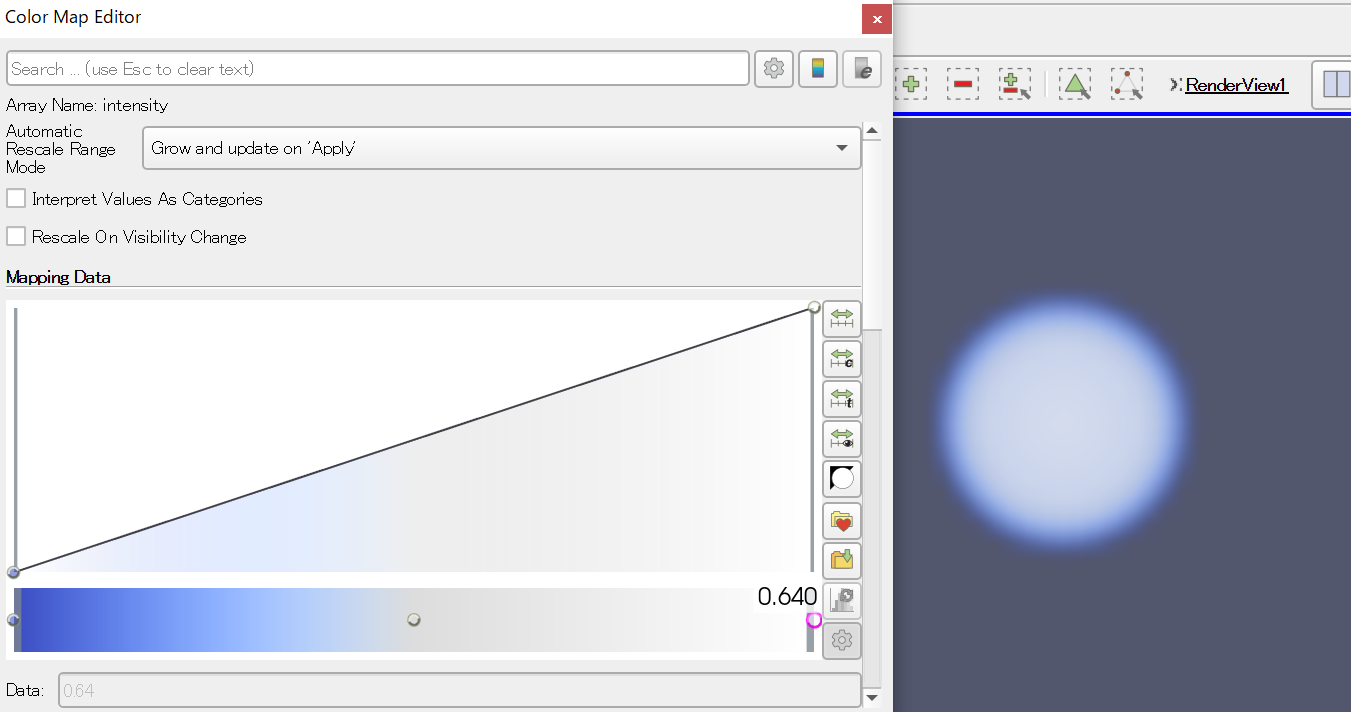 Color Map Editor
Search ... (use Esc to clear text)
Array Name: intensity
Automatic
Rescale Range
Mode
Grow and update on 'Apply'
Interpret Values As Categories
Rescale On Visibility Change
Mapping Data
0.640
Data:
0.64
RenderView1